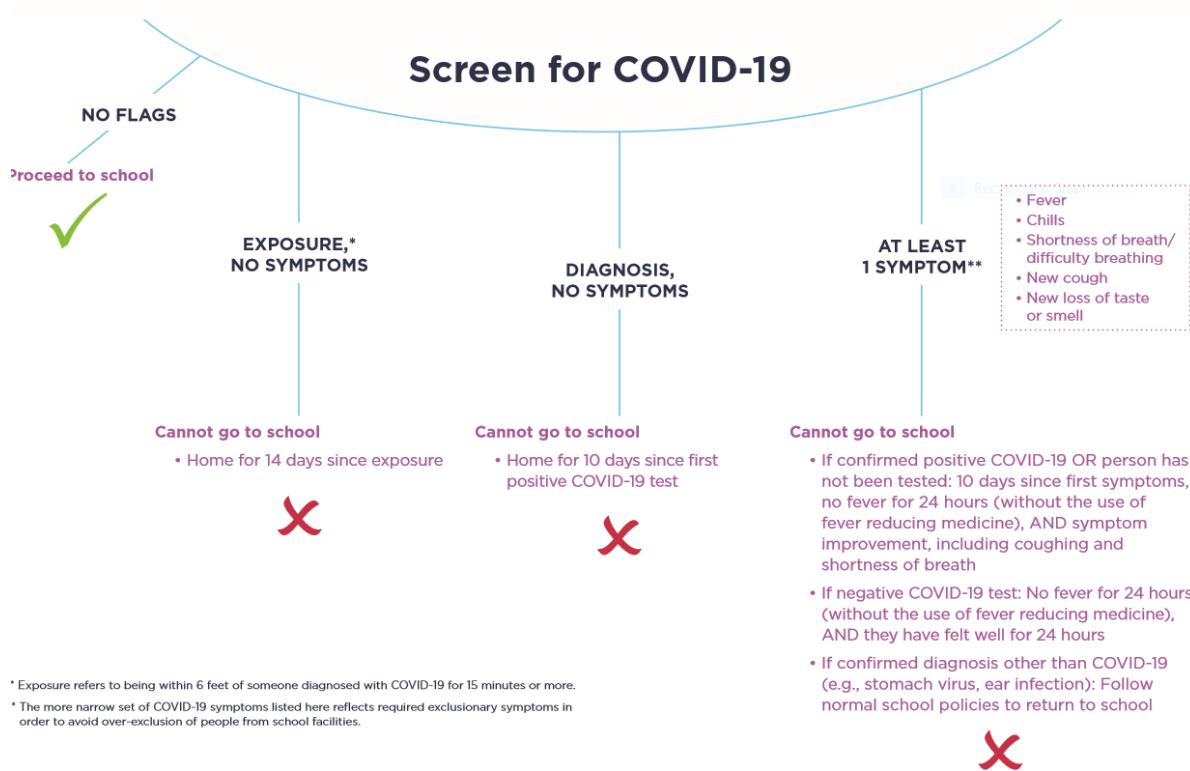 Screen for COVID-19
NO FLAGS
Proceed to school
EXPOSURE,*
NO SYMPTOMS
DIAGNOSIS,
NO SYMPTOMS
AT LEAST
1 SYMPTOM**
• Fever
• Chills
• Shortness of breath/
difficulty breathing
• New cough
• New loss of taste
or smell
Cannot go to school
• Home for 14 days since exposure
Cannot go to school
• Home for 10 days since first
positive COVID-19 test
Cannot go to school
• If confirmed positive COVID-19 OR person has
not been tested: 10 days since first symptoms,
no fever for 24 hours (without the use of
fever reducing medicine), AND symptom
improvement, including coughing and
shortness of breath
• If negative COVID-19 test: No fever for 24 hours
(without the use of fever reducing medicine),
AND they have felt well for 24 hours
• If confirmed diagnosis other than COVID-19
(e.g., stomach virus, ear infection): Follow
normal school policies to return to school
* Exposure refers to being within 6 feet of someone diagnosed with COVID-19 for 15 minutes or more.
* The more narrow set of COVID-19 symptoms listed here reflects required exclusionary symptoms in
order to avoid over-exclusion of people from school facilities.